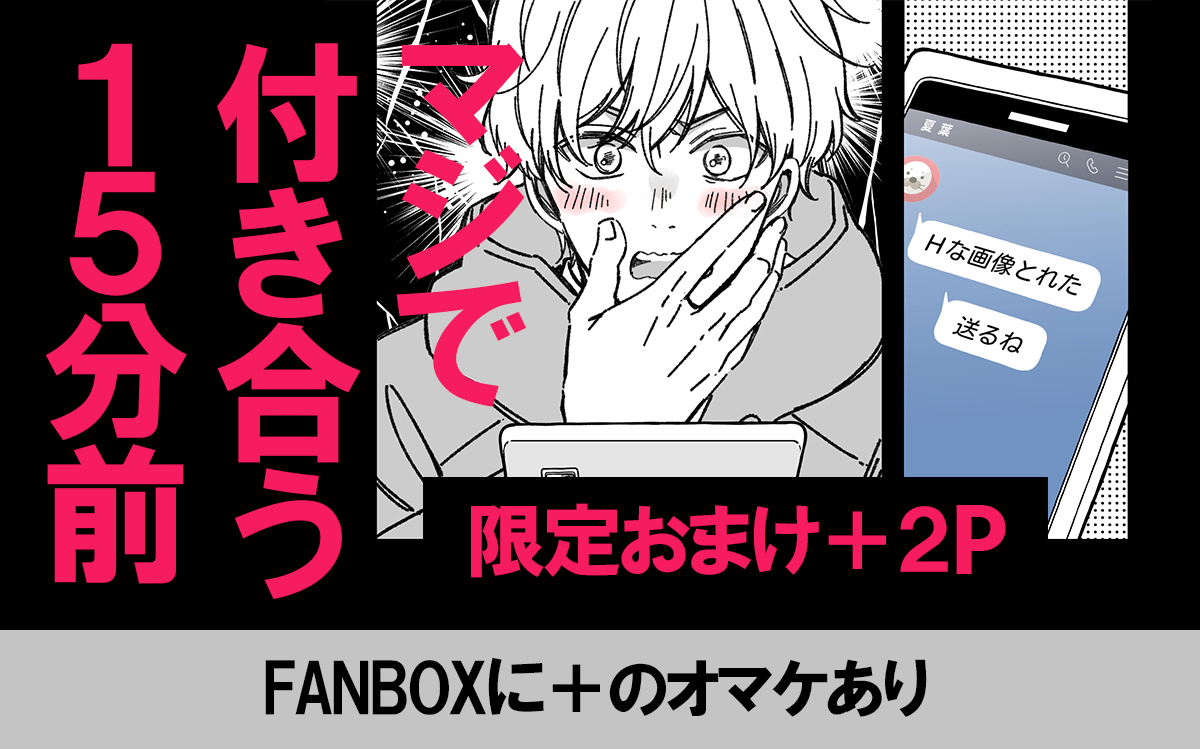 マジで
付き合う
15分前
夏葉
Hな画像とれた
送るね
限定おまけ+2P
FANBOXに+のオマケあり